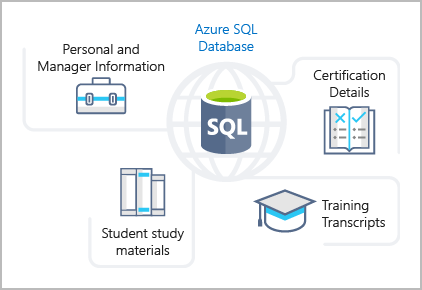 Azure SQL
Database
Personal and
Manager Information
Certification
Details
SQL
Student study
materials
Training
Transcripts